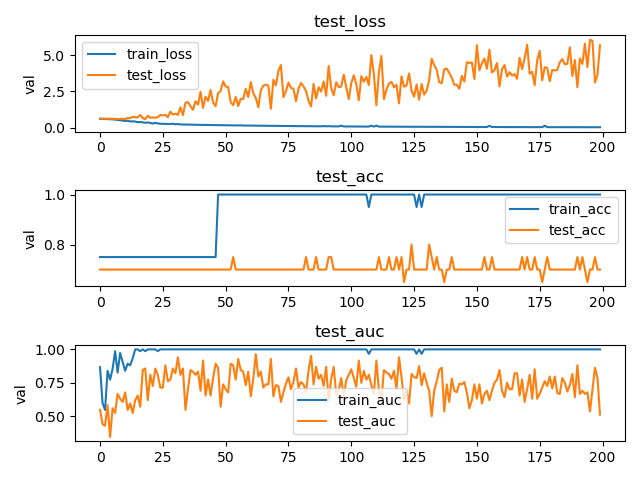 test_loss
5.0
2.5
0.0
val
train_loss
test_loss
0 25 50 75 100 125 150 175 200
test_acc
1.0
0.8
val
train_acc
test_acc
0 25 50 75 100 125 150 175 200
test_auc
1.00
0.75
0.50
val
train_auc
test_auc
0 25 50 75 100 125 150 175 200